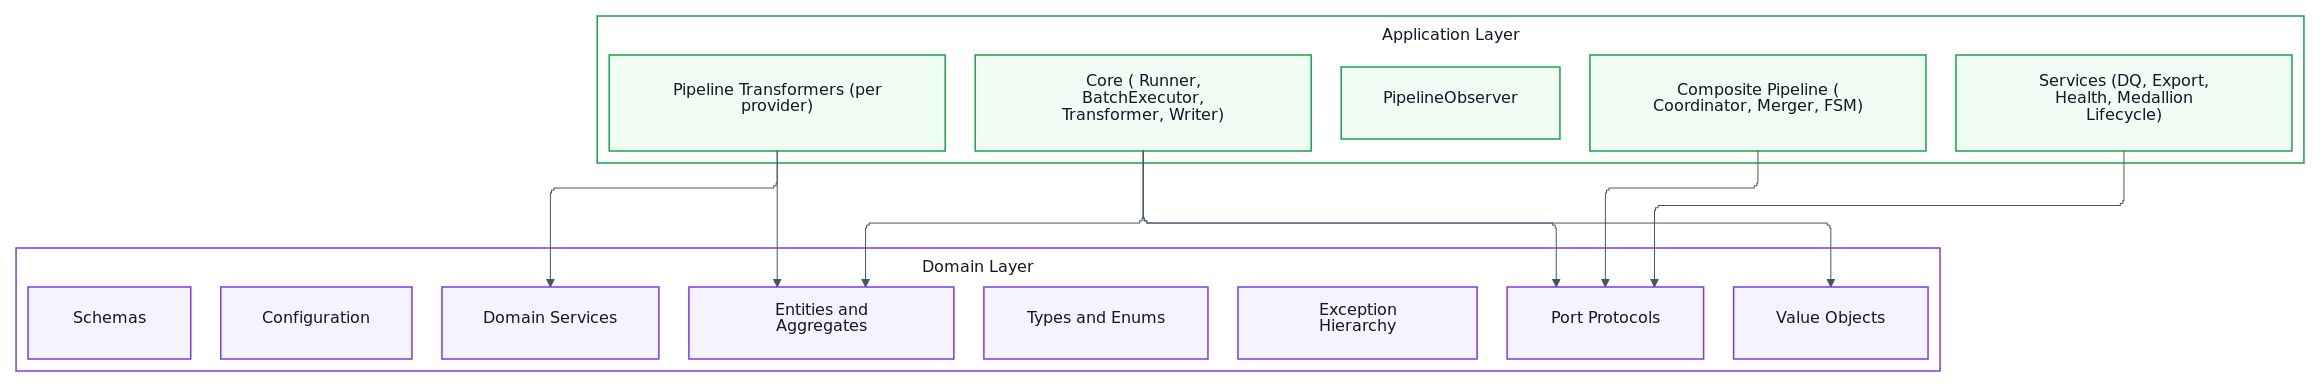 Application Layer
Pipeline Transformers (per
provider)
Core ( Runner,
BatchExecutor,
Transformer, Writer)
PipelineObserver
Composite Pipeline (
Coordinator, Merger, FSM)
Services (DQ, Export,
Health, Medallion
Lifecycle)
Domain Layer
Schemas
Configuration
Domain Services
Entities and
Aggregates
Types and Enums
Exception
Hierarchy
Port Protocols
Value Objects